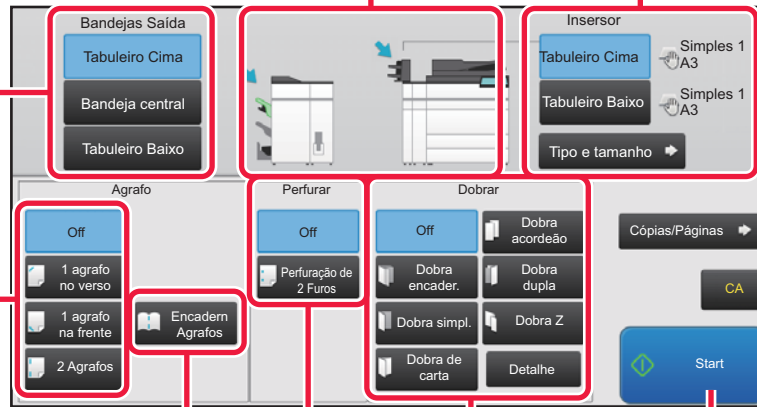 Bandejas Saída
Tabuleiro Cima
Bandeja central
Tabuleiro Baixo
Insersor
Tabuleiro Cima
Simples 1
A3
Tabuleiro Baixo
Simples 1
A3
Tipo e tamanho
Agrafo
Off
1 agrafo
no verso
1 agrafo
na frente
2 Agrafos
Encadern
Agrafos
Perfurar
Off
Perfuração de
2 Furos
Dobrar
Off
Dobra
acordeão
Dobra
encader.
Dobra
dupla
Dobra simpl.
Dobra Z
Dobra de
carta
Detalhe
Cópias/Páginas
CA
Start